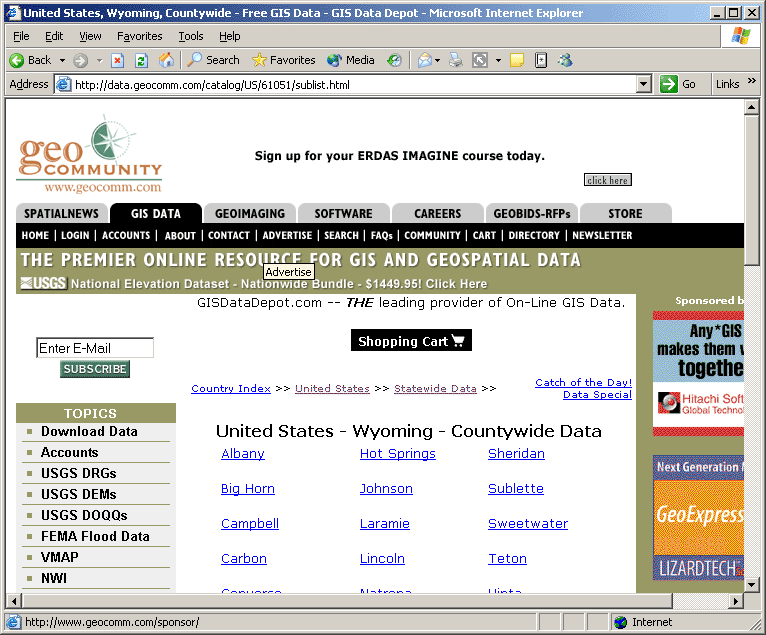 United States, Wyoming, Countywide - Free GIS Data - GIS Data Depot - Microsoft Internet Explorer
File Edit View Favorites Tools Help
Back Search Favorites Media
Address http://data.geocomm.com/catalog/US/61051/sublist.html Go Links »
geo
COMMUNITY
www.geocomm.com
Sign up for your ERDAS IMAGINE course today.
click here
SPATIALNEWS GIS DATA GEOIMAGING SOFTWARE CAREERS GEOBIDS-RFPs STORE
HOME | LOGIN | ACCOUNTS | ABOUT | CONTACT | ADVERTISE | SEARCH | FAQs | COMMUNITY | CART | DIRECTORY | NEWSLETTER
THE PREMIER ONLINE RESOURCE FOR GIS AND GEOSPATIAL DATA
Advertise
USGS National Elevation Dataset - Nationwide Bundle - $1449.95! Click Here
GISDataDepot.com -- THE leading provider of On-Line GIS Data.
Sponsored b
Shopping Cart
Enter E-Mail
SUBSCRIBE
Any*GIS
makes them w
togethe
Country Index >> United States >> Statewide Data >>
Catch of the Day!
Data Special
Hitachi Soft
Global Techno
TOPICS
Download Data
Accounts
USGS DRGs
USGS DEMs
USGS DOQQs
FEMA Flood Data
VMAP
NWI
United States - Wyoming - Countywide Data
Albany Hot Springs Sheridan
Big Horn Johnson Sublette
Campbell Laramie Sweetwater
Carbon Lincoln Teton
Converse Natrona Uinta
Next Generation
GeoExpress
LIZARDTECH
http://www.geocomm.com/sponsor/ Internet